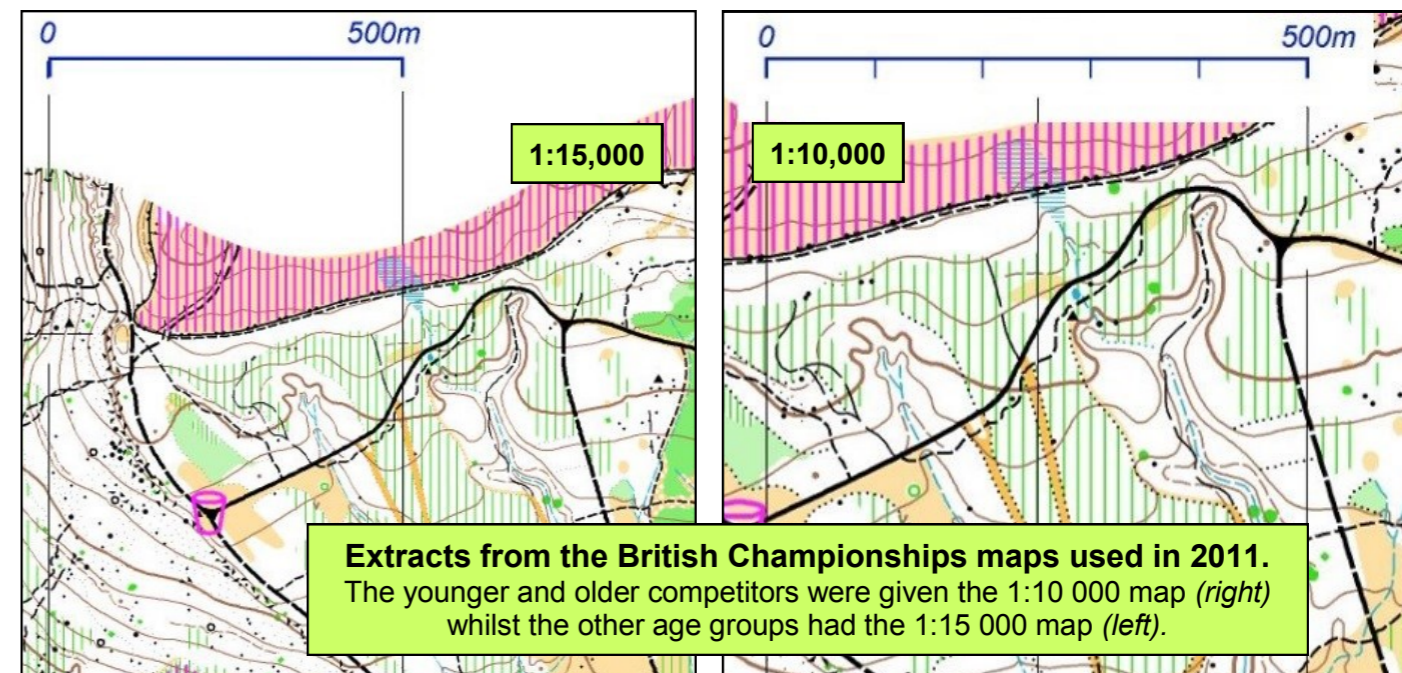 0 500m
1:15,000
0 500m
1:10,000
Extracts from the British Championships maps used in 2011.
The younger and older competitors were given the 1:10 000 map (right)
whilst the other age groups had the 1:15 000 map (left).